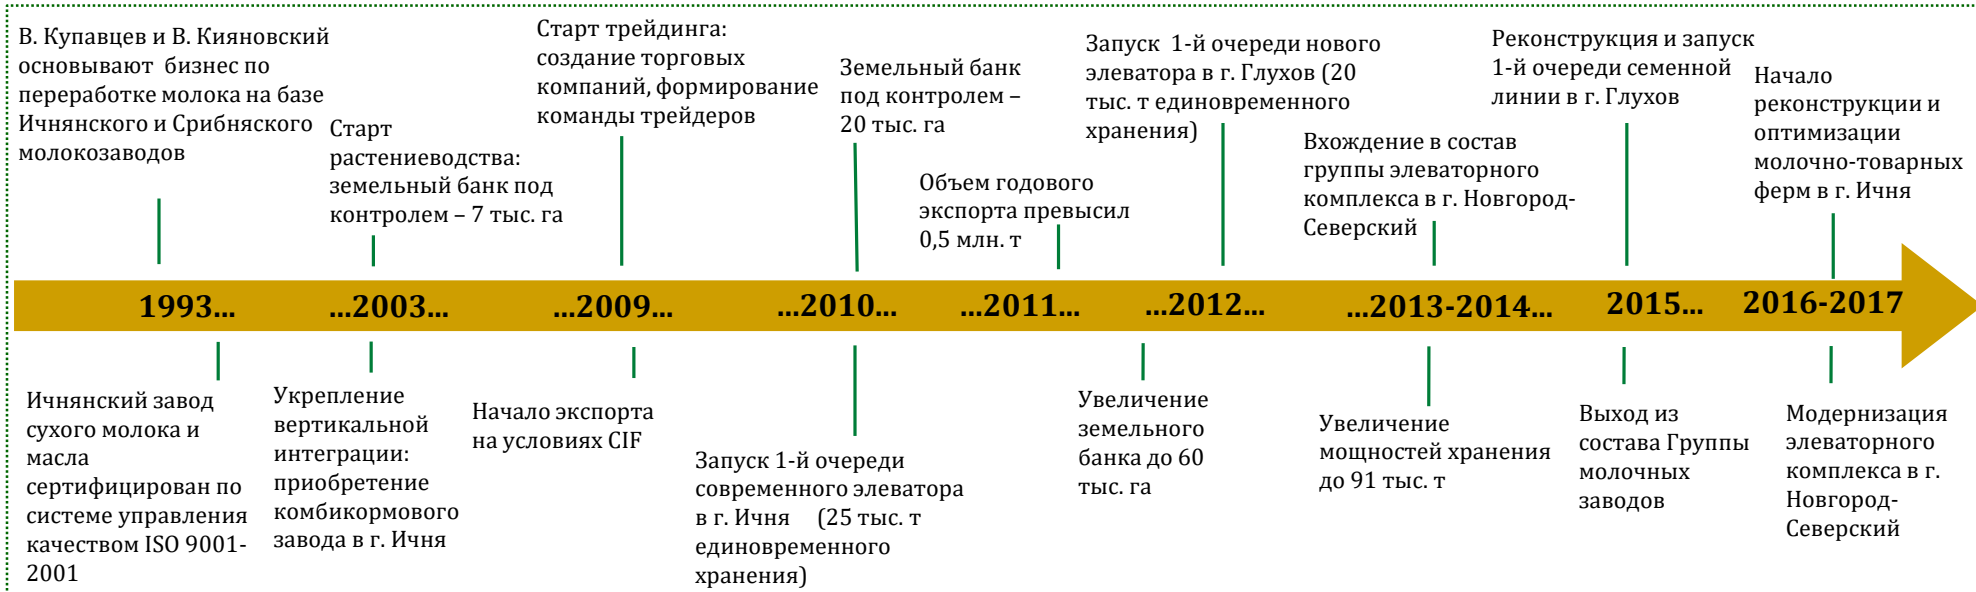 В. Купавцев и В. Кияновский
основывают бизнес по
переработке молока на базе
Ичнянского и Срибняского
молокозаводов
Старт
растениеводства:
земельный банк под
контролем – 7 тыс. га
Старт трейдинга:
создание торговых
компаний, формирование
команды трейдеров
Земельный банк
под контролем –
20 тыс. га
Объем годового
экспорта превысил
0,5 млн. т
Запуск 1-й очереди нового
элеватора в г. Глухов (20
тыс. т единовременного
хранения)
Вхождение в состав
группы элеваторного
комплекса в г. Новгород-
Северский
Реконструкция и запуск
1-й очереди семенной
линии в г. Глухов
Начало
реконструкции и
оптимизации
молочно-товарных
ферм в г. Ичня
1993...
...2003...
...2009...
...2010...
...2011...
...2012...
...2013-2014...
2015...
2016-2017
Ичнянский завод
сухого молока и
масла
сертифицирован по
системе управления
качеством ISO 9001-
2001
Укрепление
вертикальной
интеграции:
приобретение
комбикормового
завода в г. Ичня
Начало экспорта
на условиях CIF
Запуск 1-й очереди
современного элеватора
в г. Ичня (25 тыс. т
единовременного
хранения)
Увеличение
земельного
банка до 60
тыс. га
Увеличение
мощностей хранения
до 91 тыс. т
Выход из
состава Группы
молочных
заводов
Модернизация
элеваторного
комплекса в г.
Новгород-
Северский